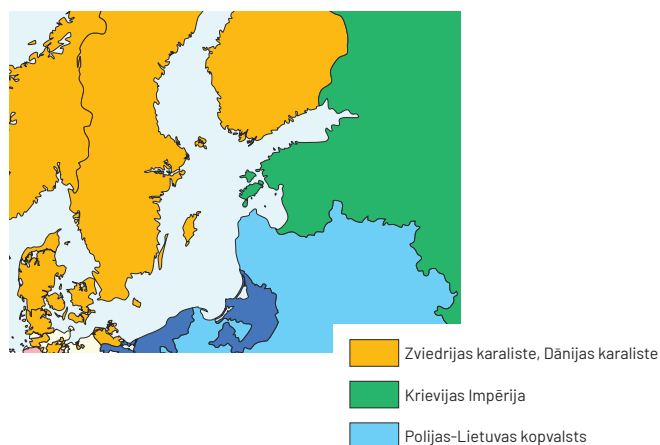 Zviedrijas karaliste, Dānijas karaliste
Krievijas Impērija
Polijas-Lietuvas kopvalsts